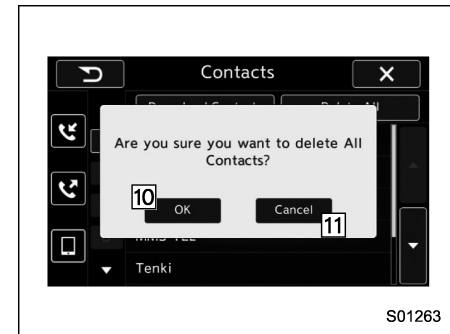 Contacts
Are you sure you want to delete All
Contacts?
10
OK
Cancel
11
Tenki
S01263